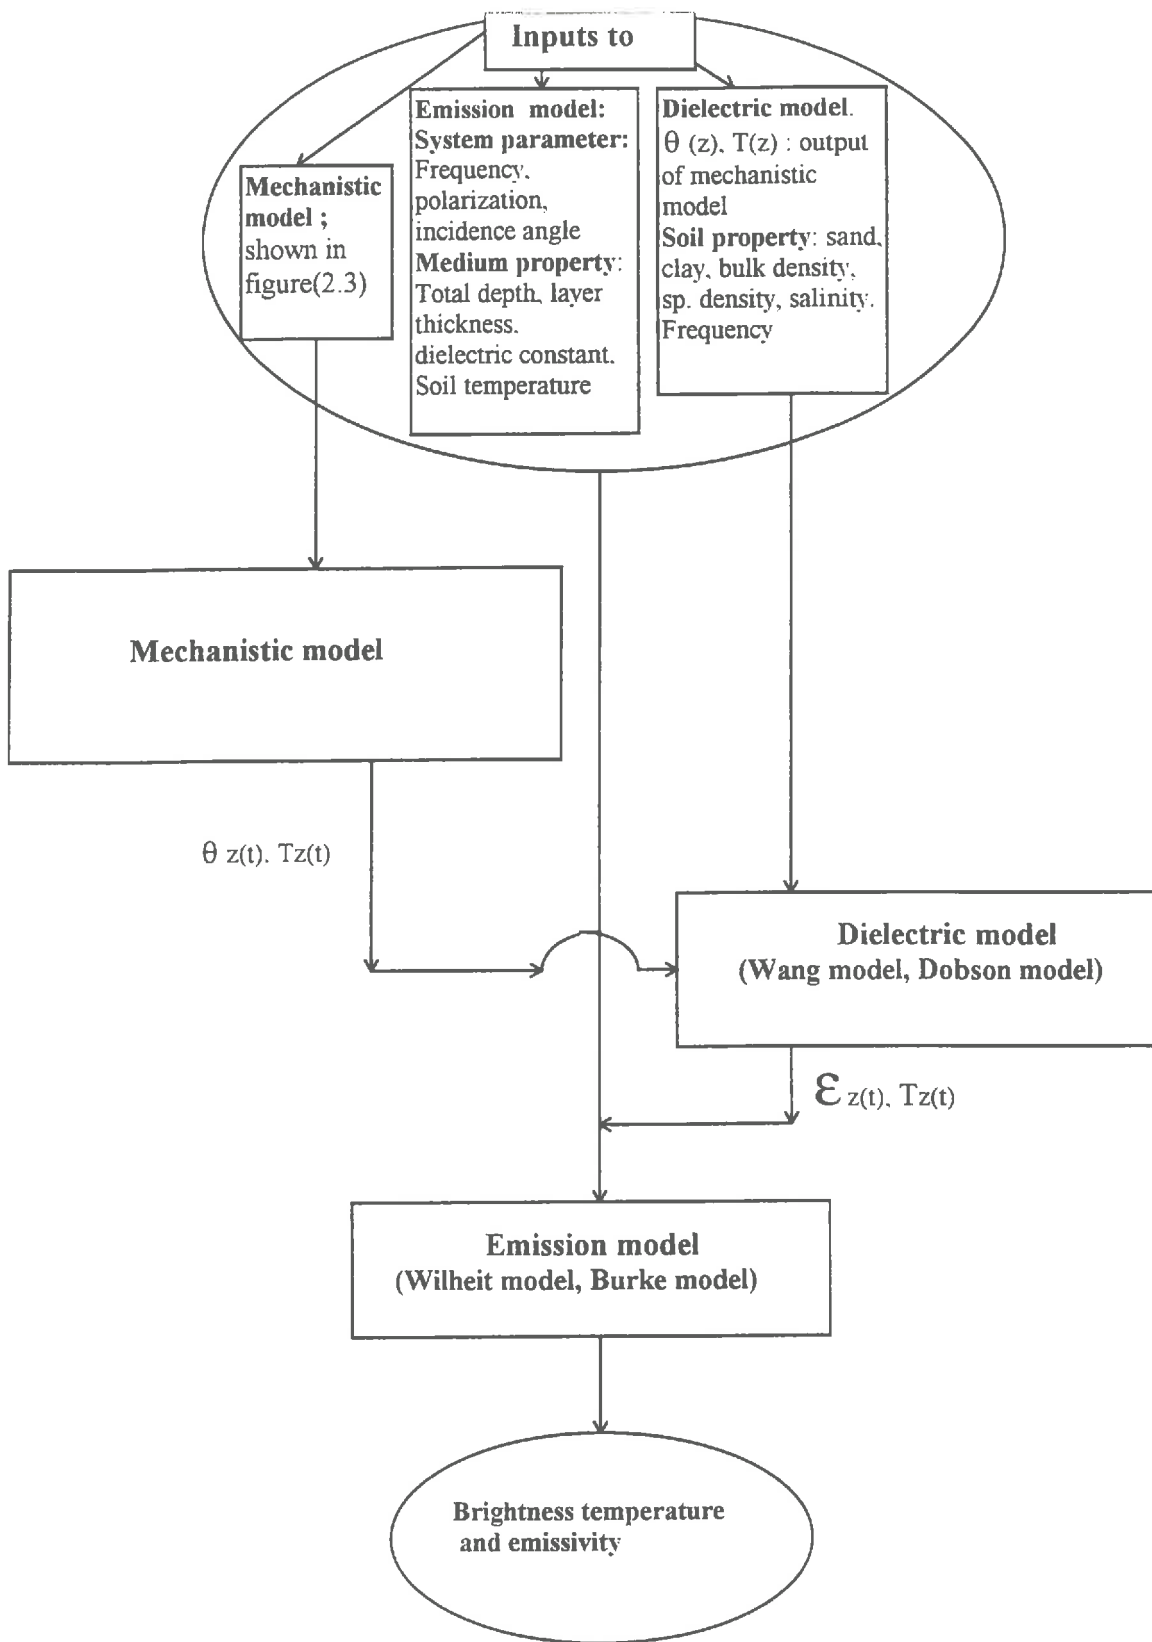 Inputs to
Mechanistic
model ;
shown in
figure(2.3)
Emission model:
System parameter:
Frequency,
polarization,
incidence angle
Medium property:
Total depth, layer
thickness.
dielectric constant.
Soil temperature
Dielectric model.
θ (z), T(z) : output
of mechanistic
model
Soil property: sand,
clay, bulk density,
sp. density, salinity.
Frequency
Mechanistic model
θ z(t). Tz(t)
Dielectric model
(Wang model, Dobson model)
Ɛ z(t), Tz(t)
Emission model
(Wilheit model, Burke model)
Brightness temperature
and emissivity